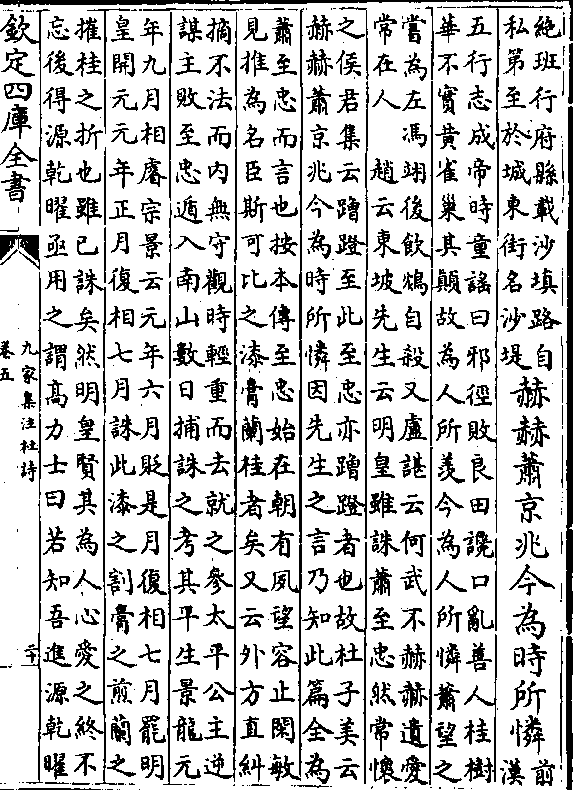 絶班行府縣載沙填路自
私第至於城東街名沙堤
赫赫蕭京兆今為時所憐
前
漢
五行志成帝時童謡曰邪徑敗良田讒口亂善人桂樹
華不實黄雀巢其顛故為人所羨今為人所憐蕭望之
嘗為左馮翊後飲鴆自殺又盧諶云何武不赫赫遺愛
常在人　趙云東坡先生云明皇雖誅蕭至忠然常懷
之侯君集云蹭蹬至此至忠亦蹭蹬者也故杜子美云
赫赫蕭京兆今為時所憐因先生之言乃知此篇全為
蕭至忠而言也按本傳至忠始在朝有夙望容止閑敏
見推為名臣斯可比之漆膏蘭桂者矣又云外方直糾
摘不法而内無守觀時輕重而去就之參太平公主逆
謀主敗至忠遁入南山數日捕誅之考其平生景龍元
年九月相睿宗景云元年六月貶是月復相七月罷明
皇開元元年正月復相七月誅此漆之割膏之煎蘭之
摧桂之折也雖已誅矣然明皇賢其為人心愛之終不
忘後得源乾曜亟用之謂髙力士曰若知吾進源乾曜
欽定四庫全書
九家集注杜詩
卷五
二十